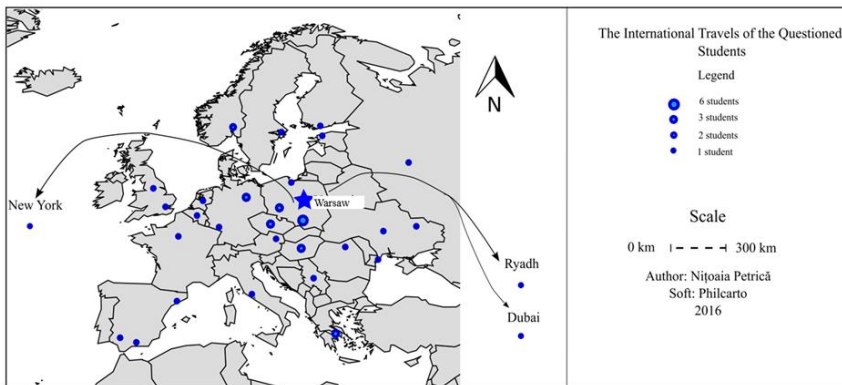 The International Travels of the Questioned
Students
Legend
6 students
3 students
2 students
1 student
N
New York
Warsaw
Ryadh
Dubai
Scale
0 km
300 km
Author: Nițoaia Petrică
Soft: Philcarto
2016